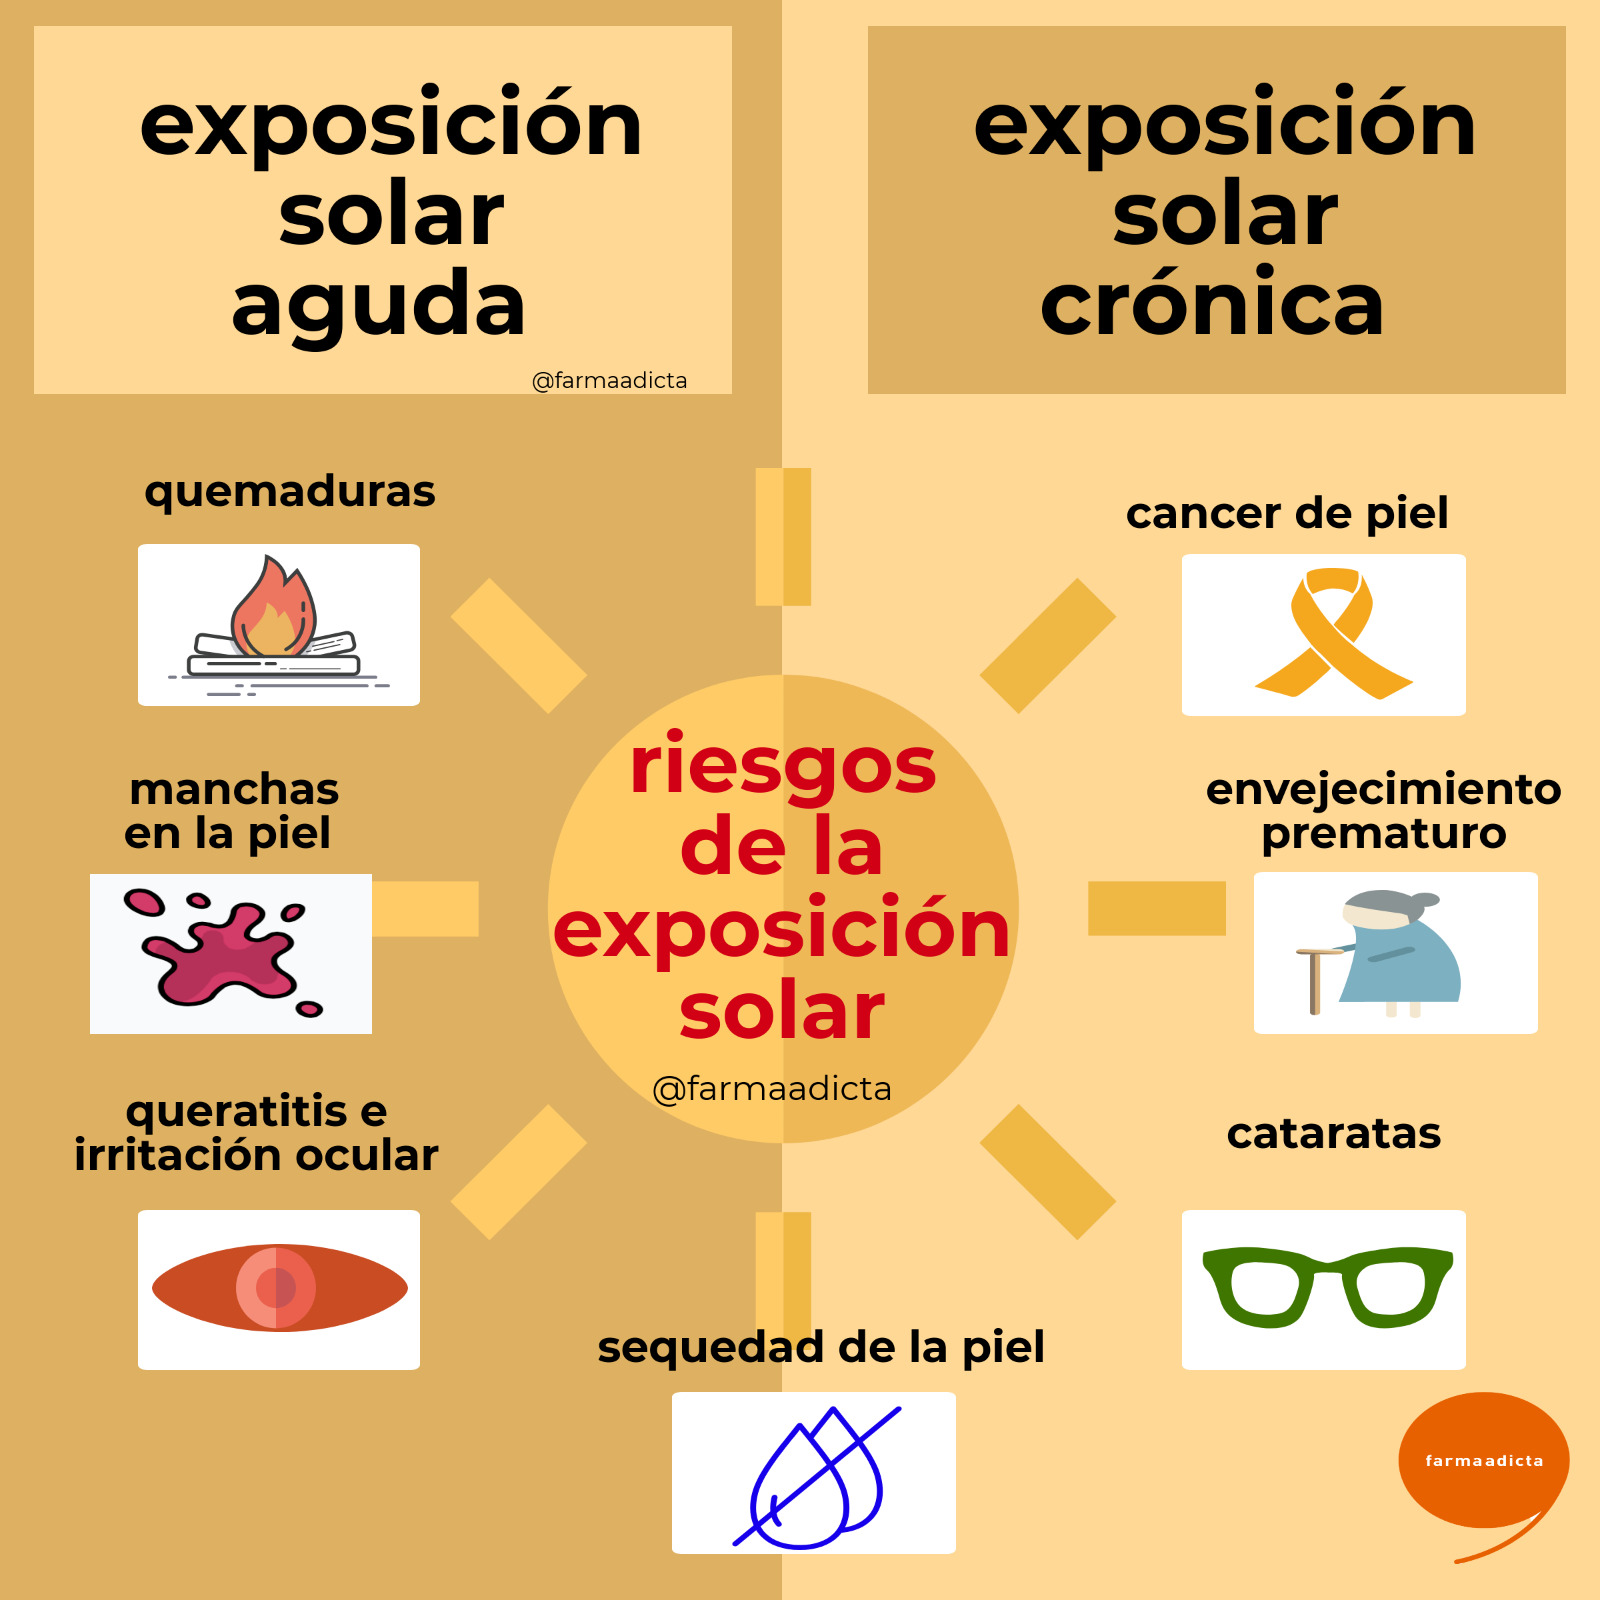 exposición
solar
aguda
@farmaadicta
exposición
solar
crónica
quemaduras
manchas
en la piel
queratitis e
irritación ocular
riesgos
de la
exposición
solar
@farmaadicta
cancer de piel
envejecimiento
prematuro
cataratas
sequedad de la piel
farmaadicta